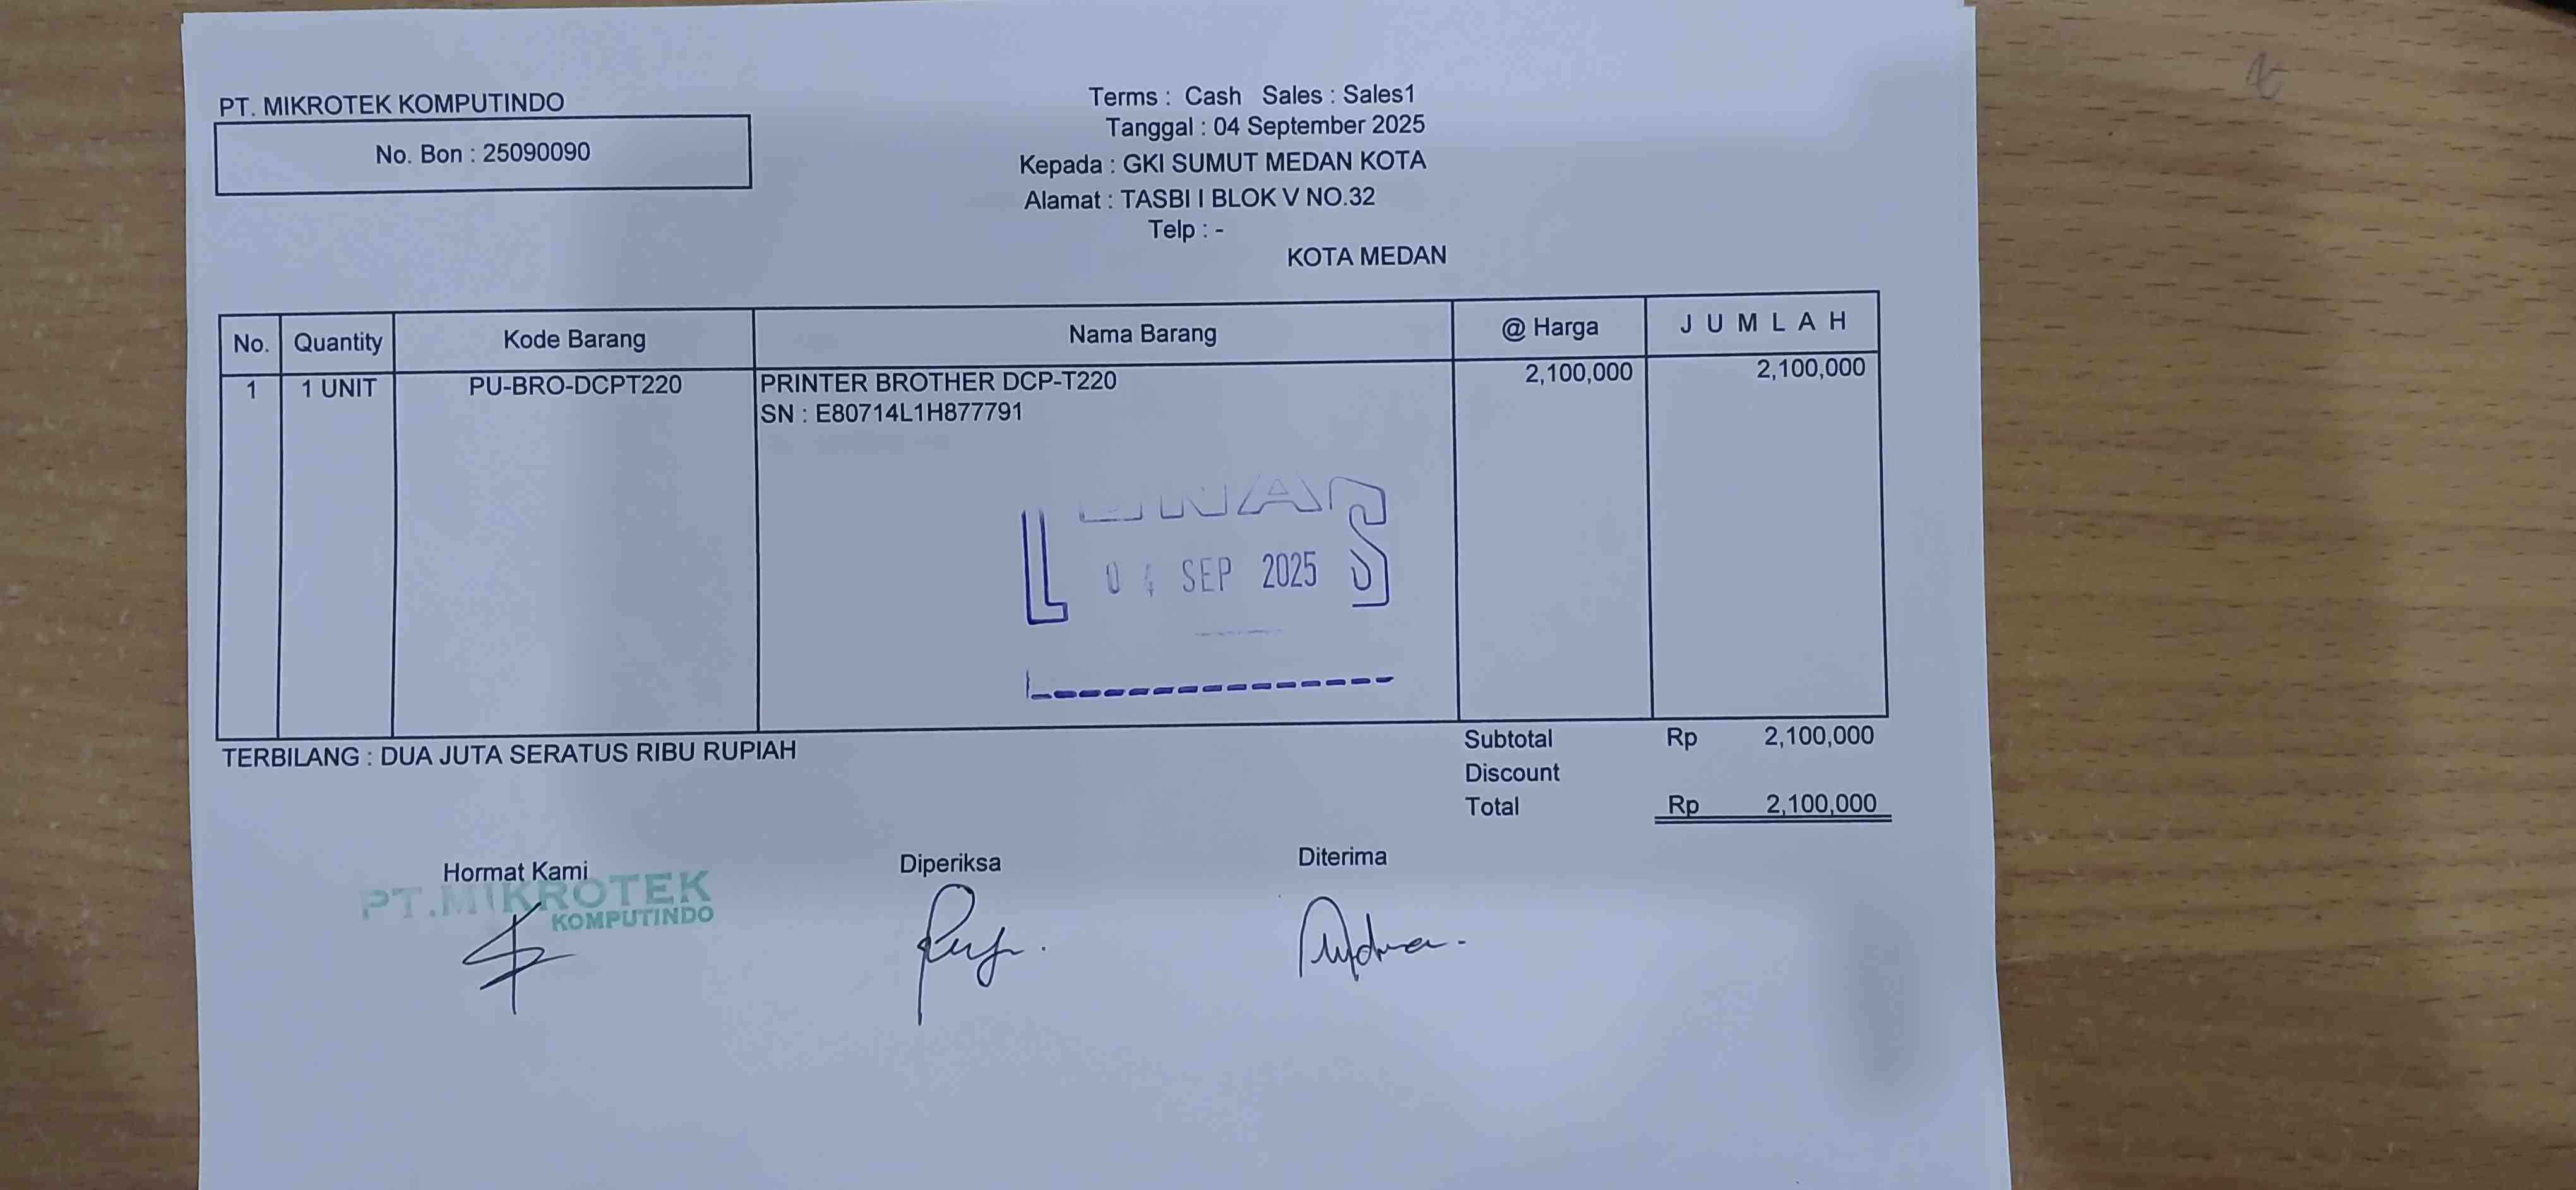 PT. MIKROTEK KOMPUTINDO
No. Bon : 25090090
Terms : Cash Sales : Sales1
Tanggal : 04 September 2025
Kepada : GKI SUMUT MEDAN KOTA
Alamat : TASBI I BLOK V NO.32
Telp : -
KOTA MEDAN
No. Quantity Kode Barang Nama Barang @ Harga J U M L A H
1 1 UNIT PU-BRO-DCPT220 PRINTER BROTHER DCP-T220 2,100,000 2,100,000
SN : E80714L1H877791
LUNAS
04 SEP 2025
TERBILANG : DUA JUTA SERATUS RIBU RUPIAH
Subtotal Rp 2,100,000
Discount
Total Rp 2,100,000
Hormat Kami Diperiksa Diterima
PT.MIKROTEK
KOMPUTINDO